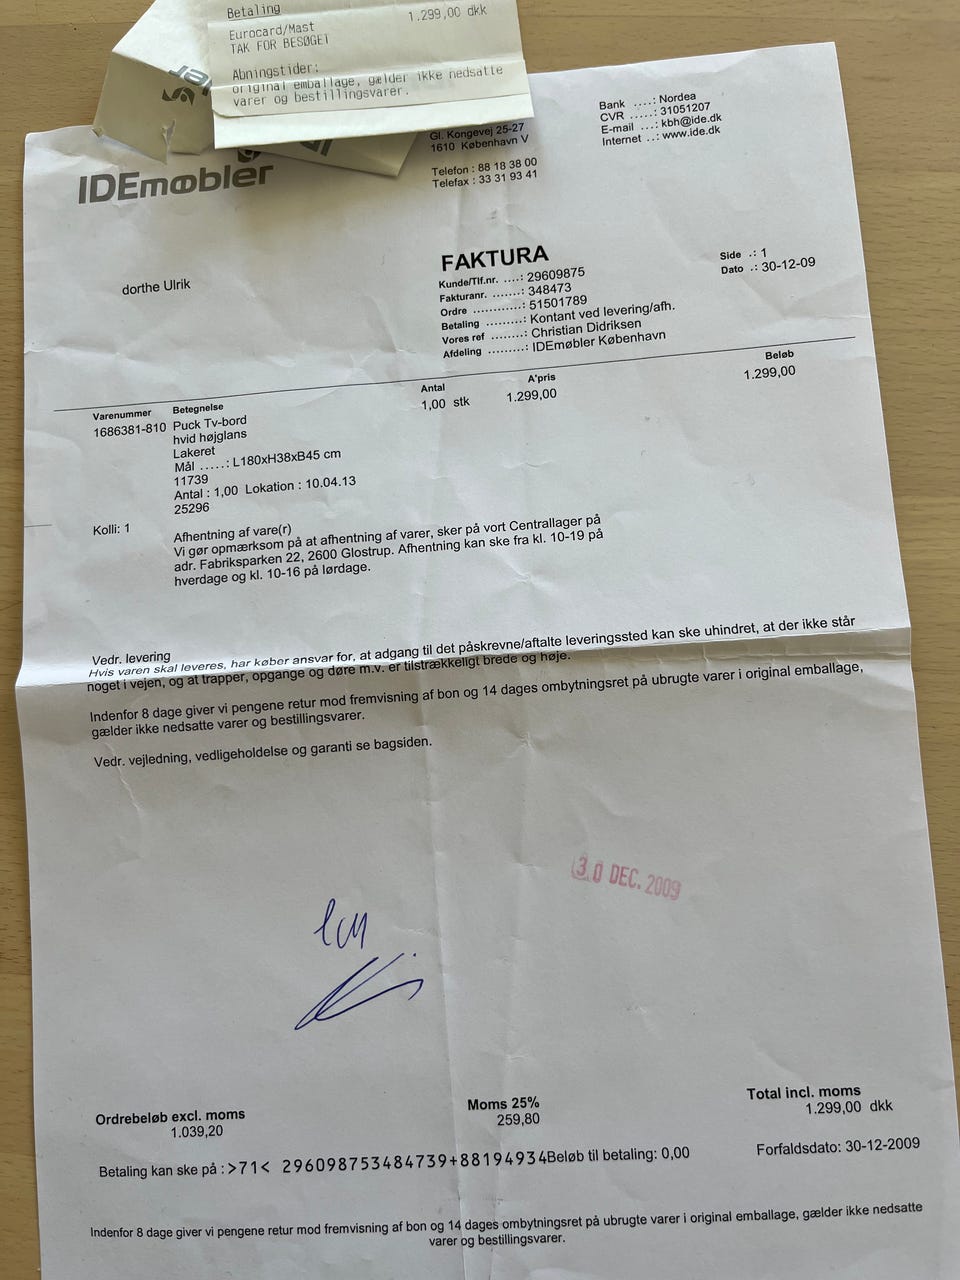 Betaling
1.299,00 dkk
Eurocard/Mast
TAK FOR BESØGET
Åbningstider:
original emballage, gælder ikke nedsatte
varer og bestillingsvarer.
IDEmøbler
Gl. Kongevej 25-27
1610 København V
Telefon : 88 18 38 00
Telefax : 33 31 93 41
Bank ....: Nordea
CVR .....: 31051207
E-mail ...: kbh@ide.dk
Internet ..: www.ide.dk
dorthe Ulrik
FAKTURA
Kunde/Tlf.nr. ....: 29609875
Fakturanr. .......: 348473
Ordre ............: 51501789
Betaling .........: Kontant ved levering/afh.
Vores ref ........: Christian Didriksen
Afdeling .........: IDEmøbler København
Side .: 1
Dato .: 30-12-09
Varenummer Betegnelse Antal A'pris Beløb
1686381-810 Puck Tv-bord 1,00 stk 1.299,00 1.299,00
hvid højglans
Lakeret
Mål .....: L180xH38xB45 cm
11739
Antal : 1,00 Lokation : 10.04.13
25296
Kolli: 1
Afhentning af vare(r)
Vi gør opmærksom på at afhentning af varer, sker på vort Centrallager på
adr. Fabriksparken 22, 2600 Glostrup. Afhentning kan ske fra kl. 10-19 på
hverdage og kl. 10-16 på lørdage.
Vedr. levering
Hvis varen skal leveres, har køber ansvar for, at adgang til det påskrevne/aftalte leveringssted kan ske uhindret, at der ikke står
noget i vejen, og at trapper, opgange og døre m.v. er tilstrækkeligt brede og høje.
Indenfor 8 dage giver vi pengene retur mod fremvisning af bon og 14 dages ombytningsret på ubrugte varer i original emballage,
gælder ikke nedsatte varer og bestillingsvarer.
Vedr. vejledning, vedligeholdelse og garanti se bagsiden.
30 DEC. 2009
Ordrebeløb excl. moms Moms 25% Total incl. moms
1.039,20 259,80 1.299,00 dkk
Betaling kan ske på : >71< 296098753484739+88194934 Beløb til betaling: 0,00 Forfaldsdato: 30-12-2009
Indenfor 8 dage giver vi pengene retur mod fremvisning af bon og 14 dages ombytningsret på ubrugte varer i original emballage, gælder ikke nedsatte
varer og bestillingsvarer.